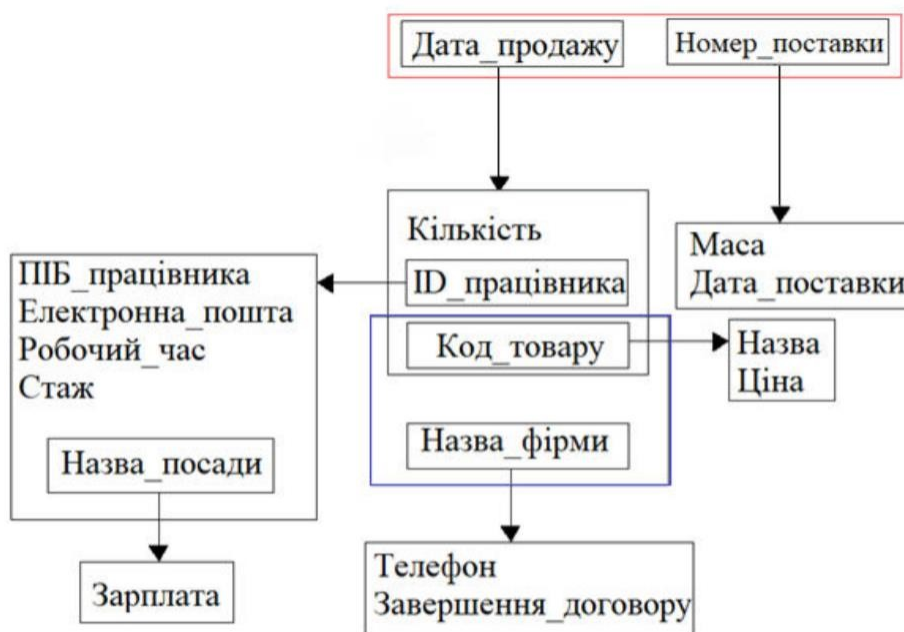 Дата_продажу
Номер_поставки
Кількість
ID_працівника
Код_товару
Маса
Дата_поставки
ПІБ_працівника
Електронна_пошта
Робочий_час
Стаж
Назва_посади
Назва
Ціна
Назва_фірми
Зарплата
Телефон
Завершення_договору